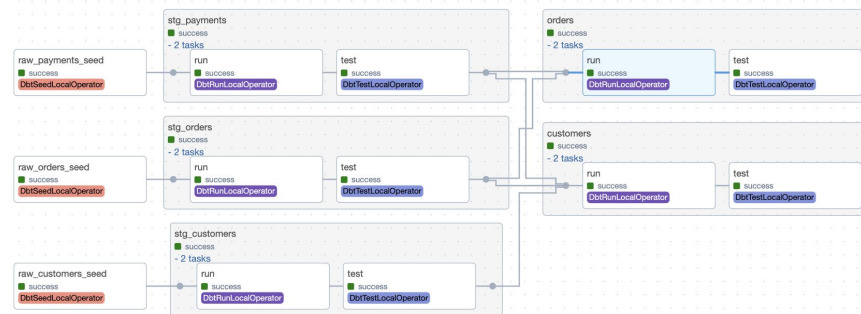 stg_payments
success
- 2 tasks
raw_payments_seed
success
DbtSeedLocalOperator
run
success
DbtRunLocalOperator
test
success
DbtTestLocalOperator
orders
success
- 2 tasks
run
success
DbtRunLocalOperator
test
success
DbtTestLocalOperator
stg_orders
success
- 2 tasks
raw_orders_seed
success
DbtSeedLocalOperator
run
success
DbtRunLocalOperator
test
success
DbtTestLocalOperator
customers
success
- 2 tasks
run
success
DbtRunLocalOperator
test
success
DbtTestLocalOperator
stg_customers
success
- 2 tasks
raw_customers_seed
success
DbtSeedLocalOperator
run
success
DbtRunLocalOperator
test
success
DbtTestLocalOperator